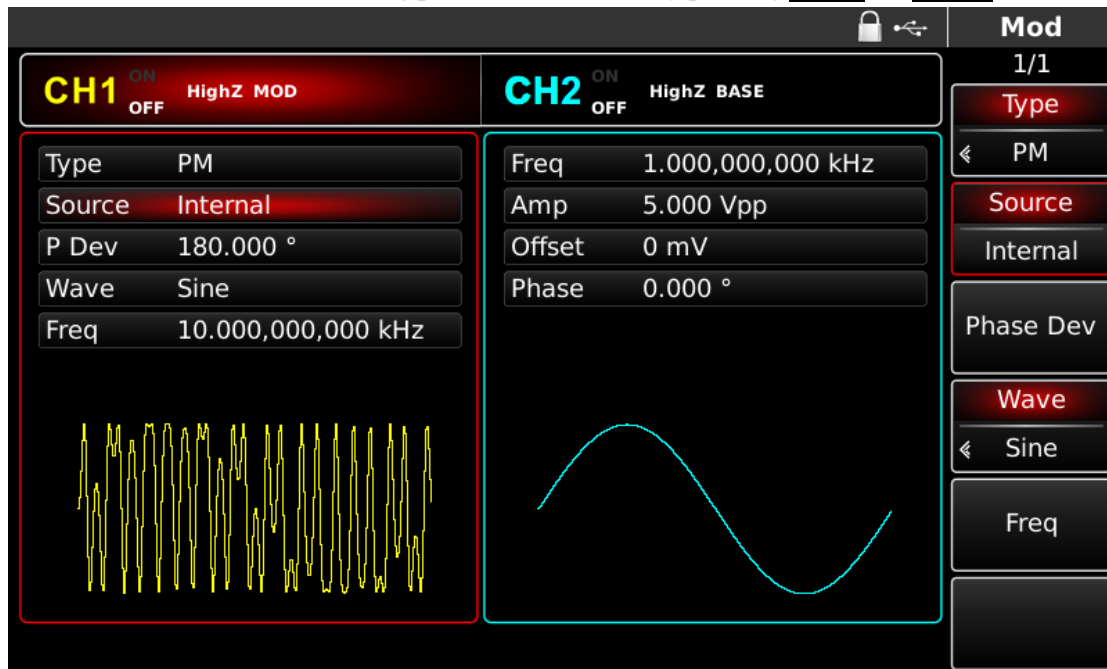 Mod
1/1
CH1 ON OFF HighZ MOD
CH2 ON OFF HighZ BASE
Type PM
Source Internal
P Dev 180.000 °
Wave Sine
Freq 10.000,000,000 kHz
Freq 1.000,000,000 kHz
Amp 5.000 Vpp
Offset 0 mV
Phase 0.000 °
Type
PM
Source
Internal
Phase Dev
Wave
Sine
Freq